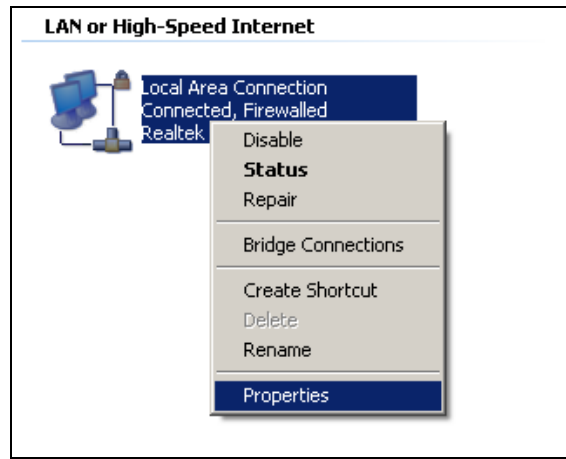 LAN or High-Speed Internet
Local Area Connection
Connected, Firewalled
Realtek
Disable
Status
Repair
Bridge Connections
Create Shortcut
Delete
Rename
Properties